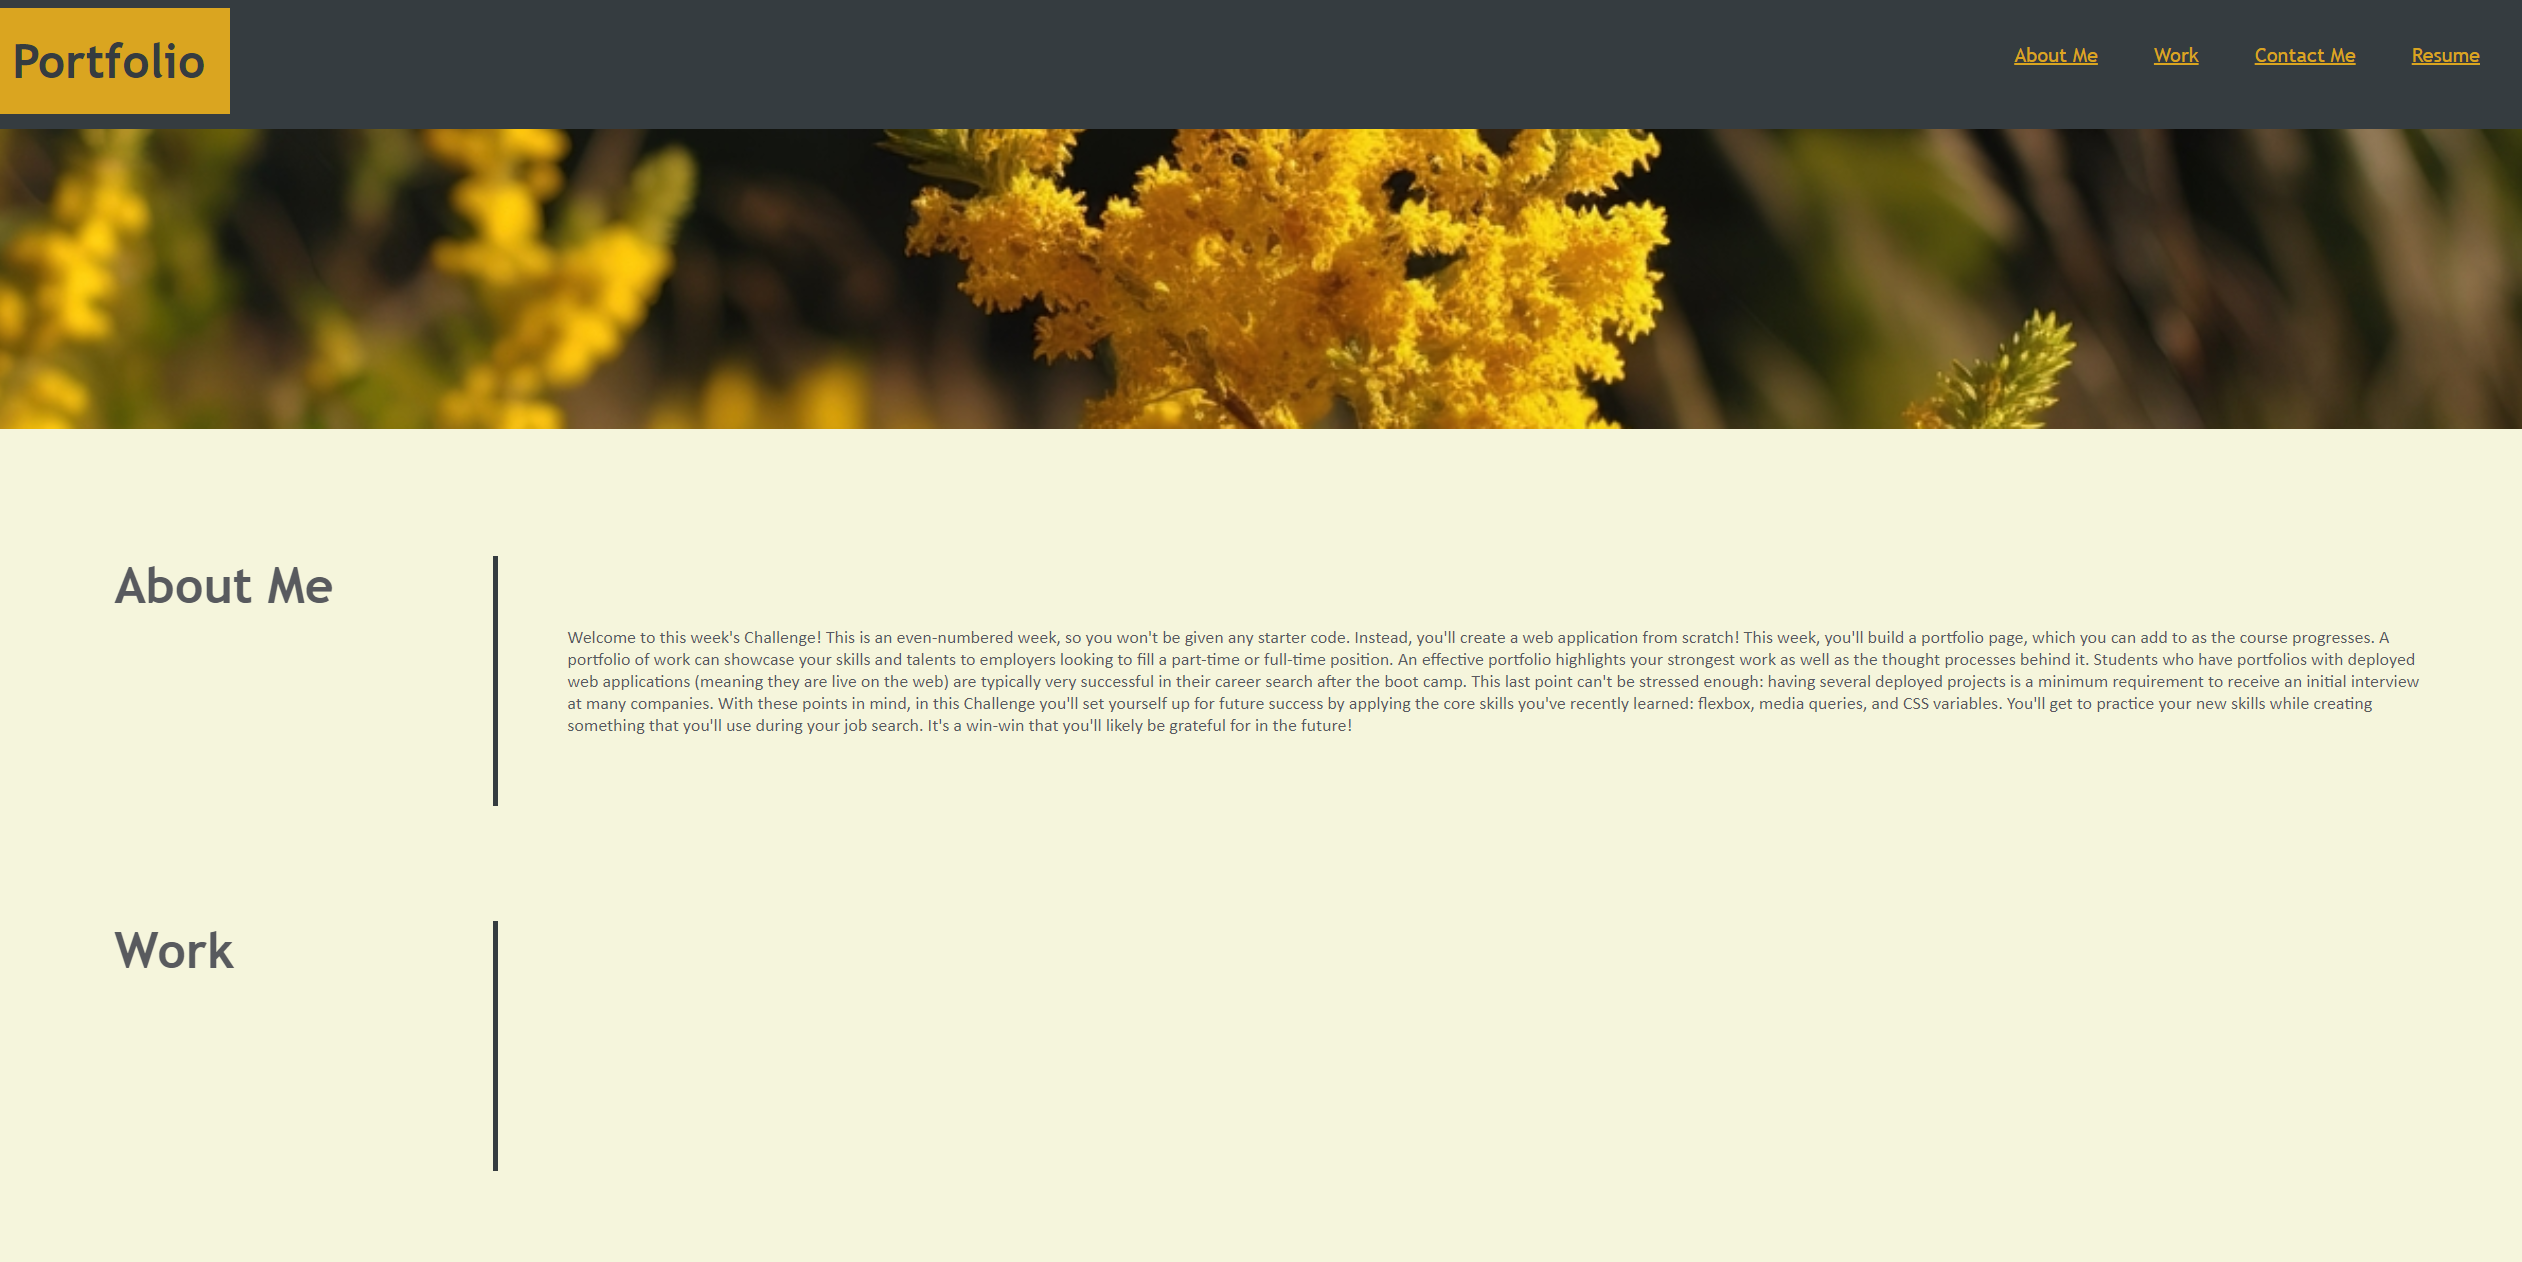 Portfolio
About Me Work Contact Me Resume
About Me
Welcome to this week's Challenge! This is an even-numbered week, so you won't be given any starter code. Instead, you'll create a web application from scratch! This week, you'll build a portfolio page, which you can add to as the course progresses. A
portfolio of work can showcase your skills and talents to employers looking to fill a part-time or full-time position. An effective portfolio highlights your strongest work as well as the thought processes behind it. Students who have portfolios with deployed
web applications (meaning they are live on the web) are typically very successful in their career search after the boot camp. This last point can't be stressed enough: having several deployed projects is a minimum requirement to receive an initial interview
at many companies. With these points in mind, in this Challenge you'll set yourself up for future success by applying the core skills you've recently learned: flexbox, media queries, and CSS variables. You'll get to practice your new skills while creating
something that you'll use during your job search. It's a win-win that you'll likely be grateful for in the future!
Work